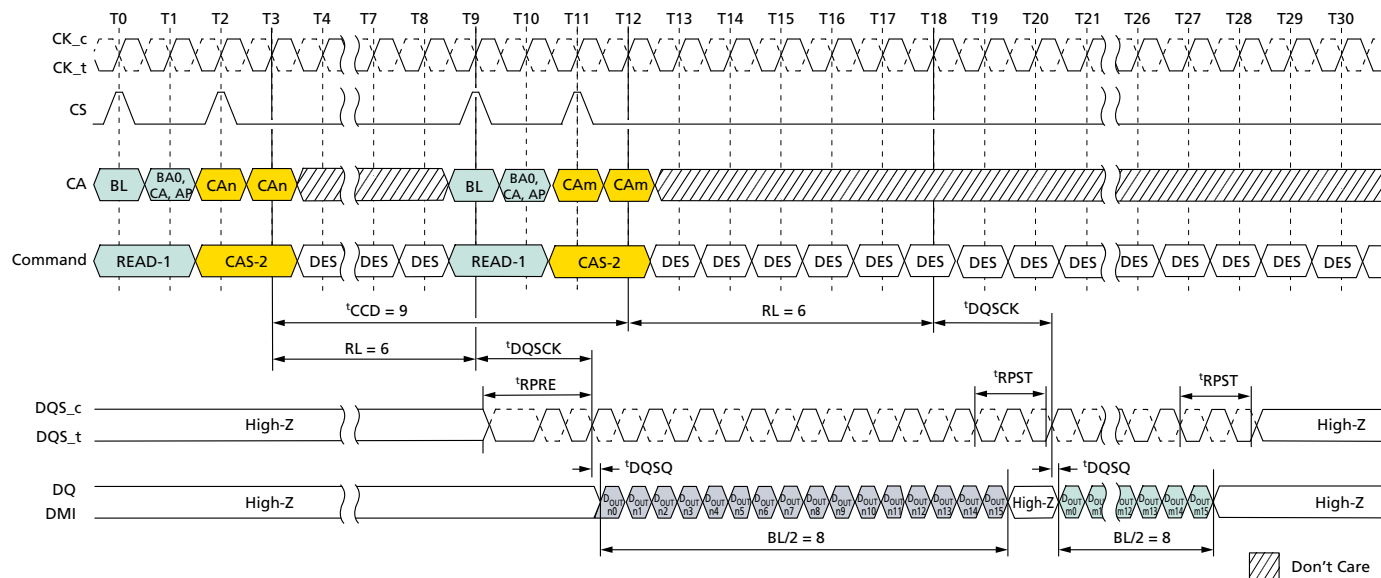 T0 T1 T2 T3 T4 T7 T8 T9 T10 T11 T12 T13 T14 T15 T16 T17 T18 T19 T20 T21 T26 T27 T28 T29 T30
CK_c
CK_t
CS
CA BL BA0, CA, AP CAn CAn BL BA0, CA, AP CAm CAm
Command READ-1 CAS-2 DES DES DES READ-1 CAS-2 DES DES DES DES DES DES DES DES DES DES DES DES DES DES
tCCD = 9 RL = 6 tDQSCK
RL = 6 tDQSCK
tRPRE tRPST tRPST
DQS_c
DQS_t
High-Z High-Z
tDQSQ tDQSQ
DQ
DMI
High-Z DOUT n0 DOUT n1 DOUT n2 DOUT n3 DOUT n4 DOUT n5 DOUT n6 DOUT n7 DOUT n8 DOUT n9 DOUT n10 DOUT n11 DOUT n12 DOUT n13 DOUT n14 DOUT n15 High-Z DOUT m0 DOUT m1 DOUT m12 DOUT m13 DOUT m14 DOUT m15 High-Z
BL/2 = 8 BL/2 = 8
Don't Care